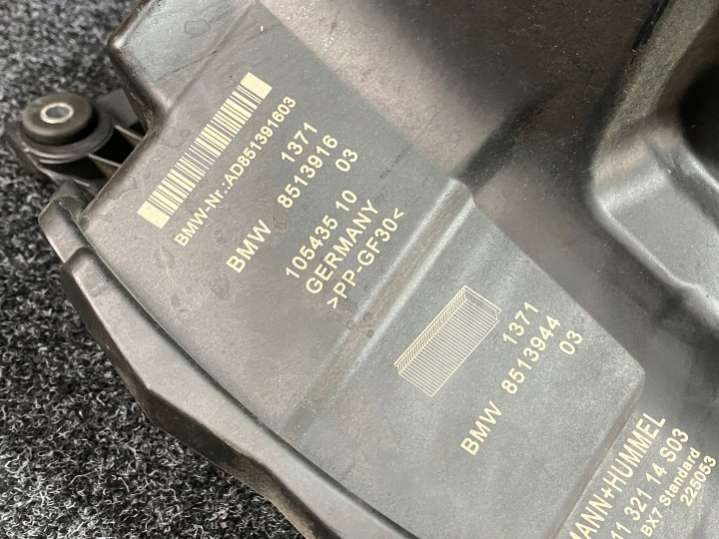 BMW-Nr.:AD851391603
1371
BMW 8513916
03
105435 10
GERMANY
>PP-GF30<
1371
BMW 8513944
03
MANN+HUMMEL
11 321 14 S03
BX7 Standard
225053